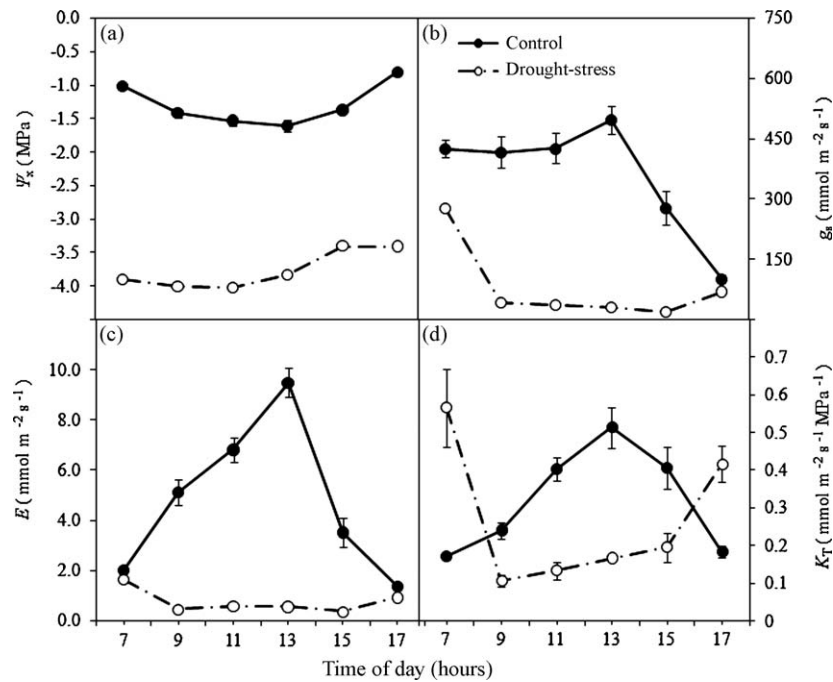 (a)
0.0
-0.5
-1.0
-1.5
-2.0
-2.5
-3.0
-3.5
-4.0
Ψx ( MPa )
(b)
Control
Drought-stress
750
600
450
300
150
gs ( mmol m -2 s -1 )
(c)
10.0
8.0
6.0
4.0
2.0
0.0
E ( mmol m -2 s -1 )
7 9 11 13 15 17
(d)
0.7
0.6
0.5
0.4
0.3
0.2
0.1
0
KT ( mmol m -2 s -1 MPa -1 )
7 9 11 13 15 17
Time of day (hours)